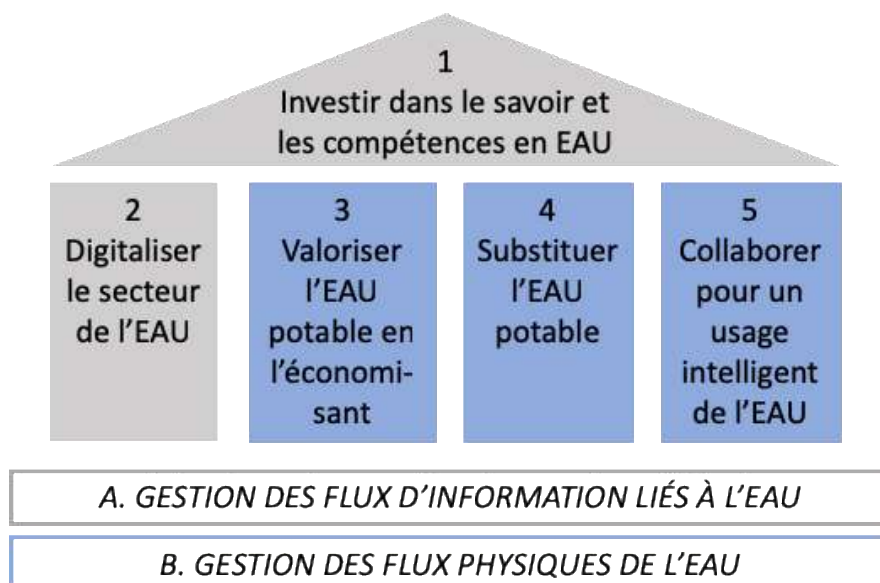 1
Investir dans le savoir et
les compétences en EAU
2
Digitaliser
le secteur
de l'EAU
3
Valoriser
l'EAU
potable en
l'économi-
sant
4
Substituer
l'EAU
potable
5
Collaborer
pour un
usage
intelligent
de l'EAU
A. GESTION DES FLUX D'INFORMATION LIÉS À L'EAU
B. GESTION DES FLUX PHYSIQUES DE L'EAU